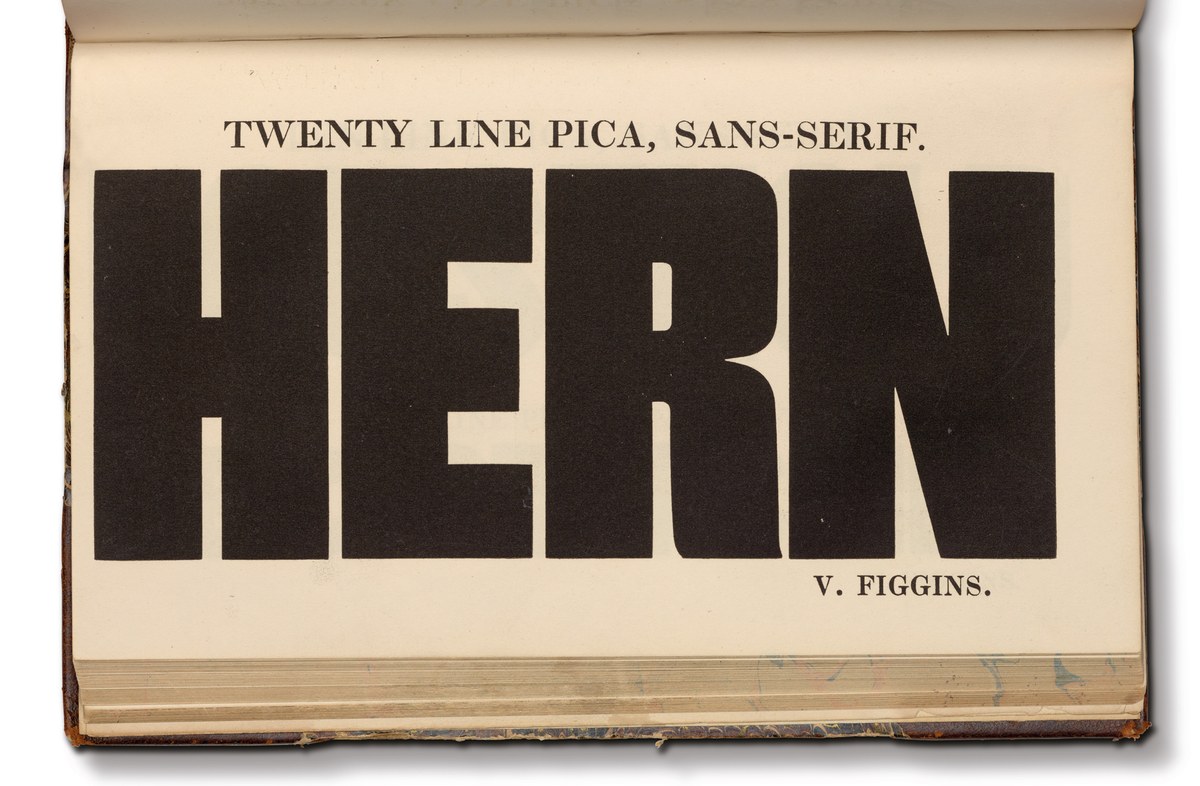 TWENTY LINE PICA, SANS-SERIF.
HERN
V. FIGGINS.